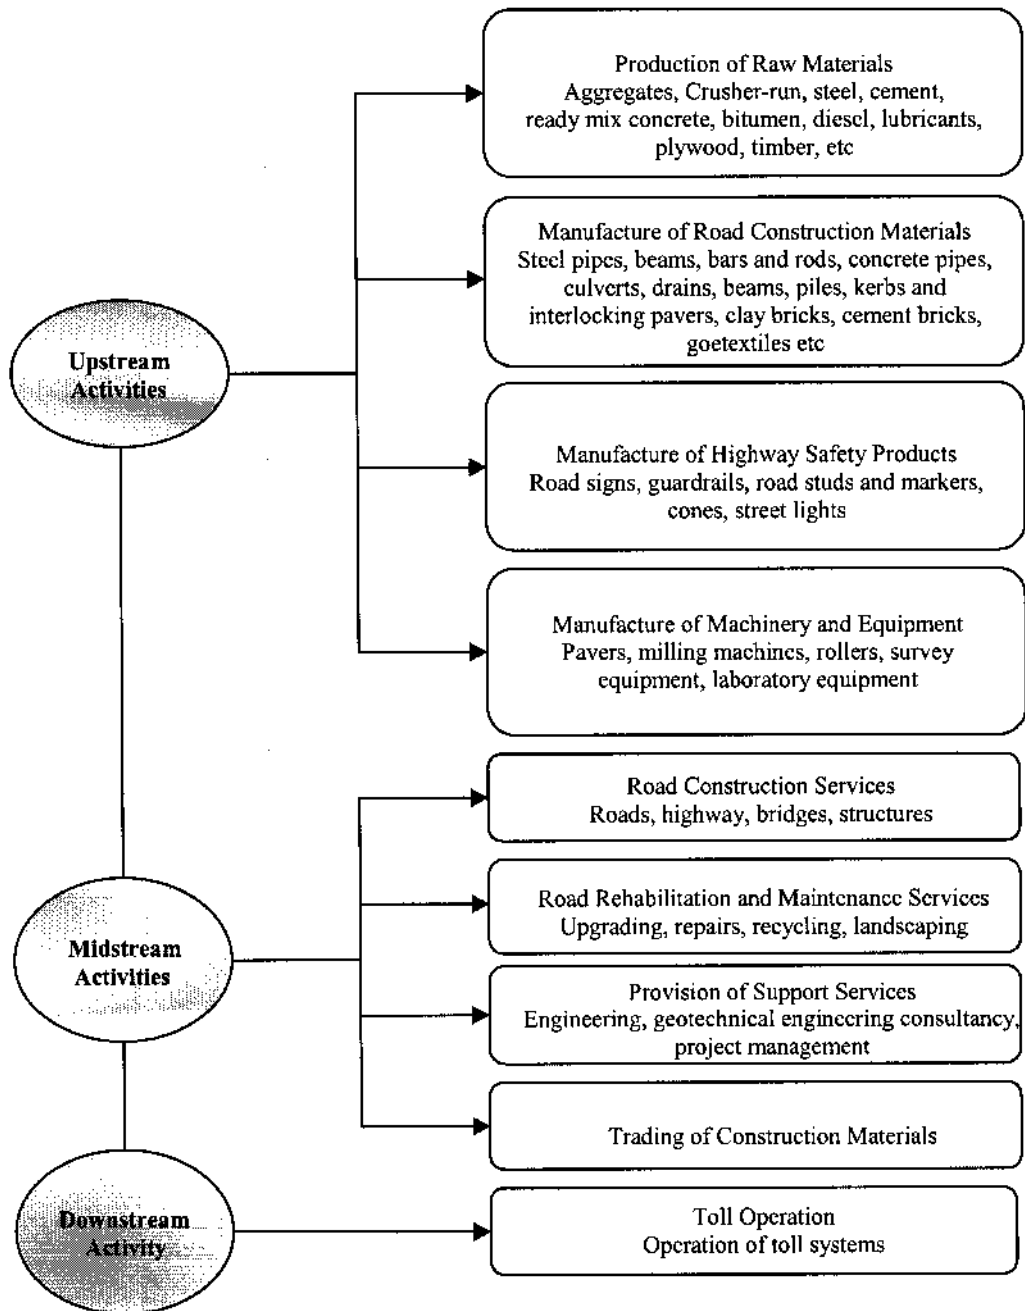 Production of Raw Materials
Aggregates, Crusher-run, steel, cement,
ready mix concrete, bitumen, diesel, lubricants,
plywood, timber, etc
Manufacture of Road Construction Materials
Steel pipes, beams, bars and rods, concrete pipes,
culverts, drains, beams, piles, kerbs and
interlocking pavers, clay bricks, cement bricks,
goetextiles etc
Upstream
Activities
Manufacture of Highway Safety Products
Road signs, guardrails, road studs and markers,
cones, street lights
Manufacture of Machinery and Equipment
Pavers, milling machines, rollers, survey
equipment, laboratory equipment
Road Construction Services
Roads, highway, bridges, structures
Road Rehabilitation and Maintenance Services
Upgrading, repairs, recycling, landscaping
Midstream
Activities
Provision of Support Services
Engineering, geotechnical engineering consultancy,
project management
Trading of Construction Materials
Downstream
Activity
Toll Operation
Operation of toll systems